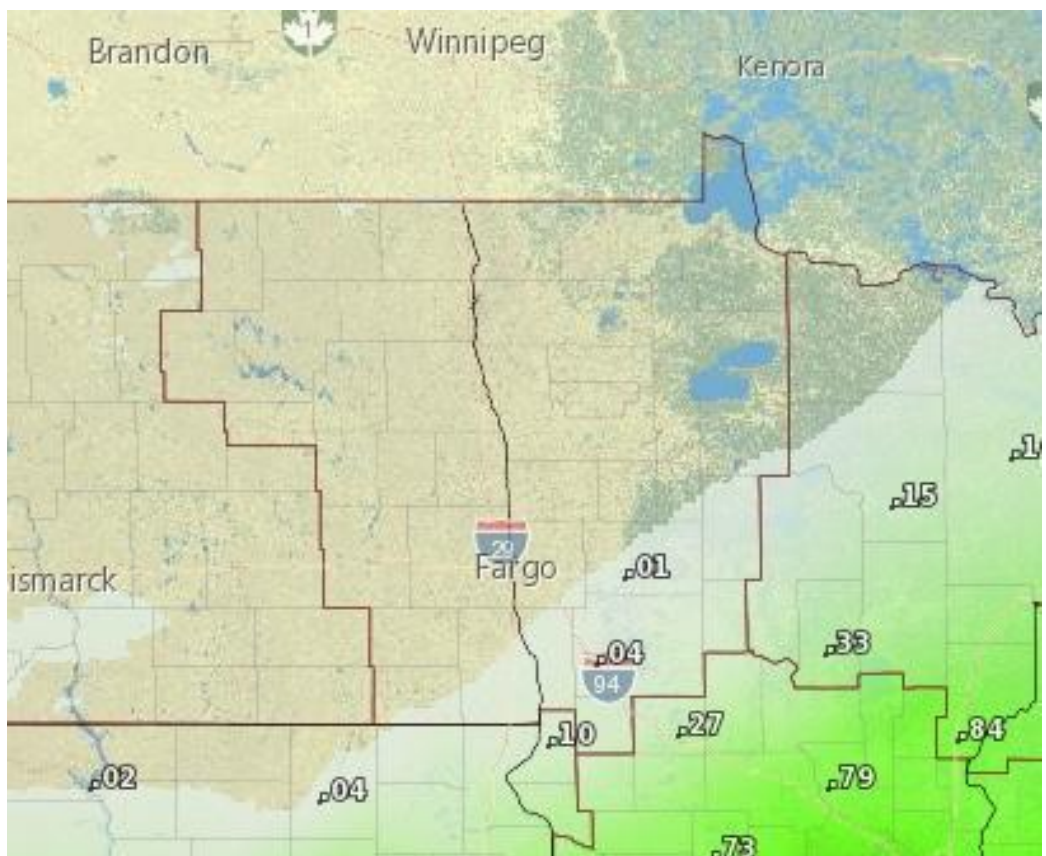 1
Winnipeg
Brandon
Kenora
.15
29
Fargo
.01
ismarck
.33
.04
94
.27
.10
.84
.02
.79
.04
.73